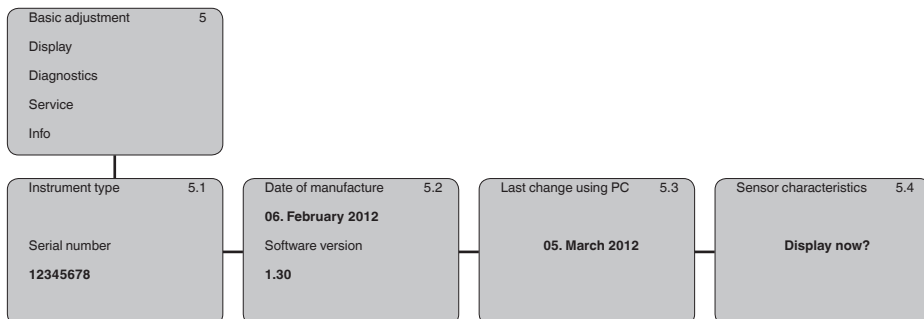 Basic adjustment 5
Display
Diagnostics
Service
Info
Instrument type 5.1
Serial number
12345678
Date of manufacture 5.2
06. February 2012
Software version
1.30
Last change using PC 5.3
05. March 2012
Sensor characteristics 5.4
Display now?